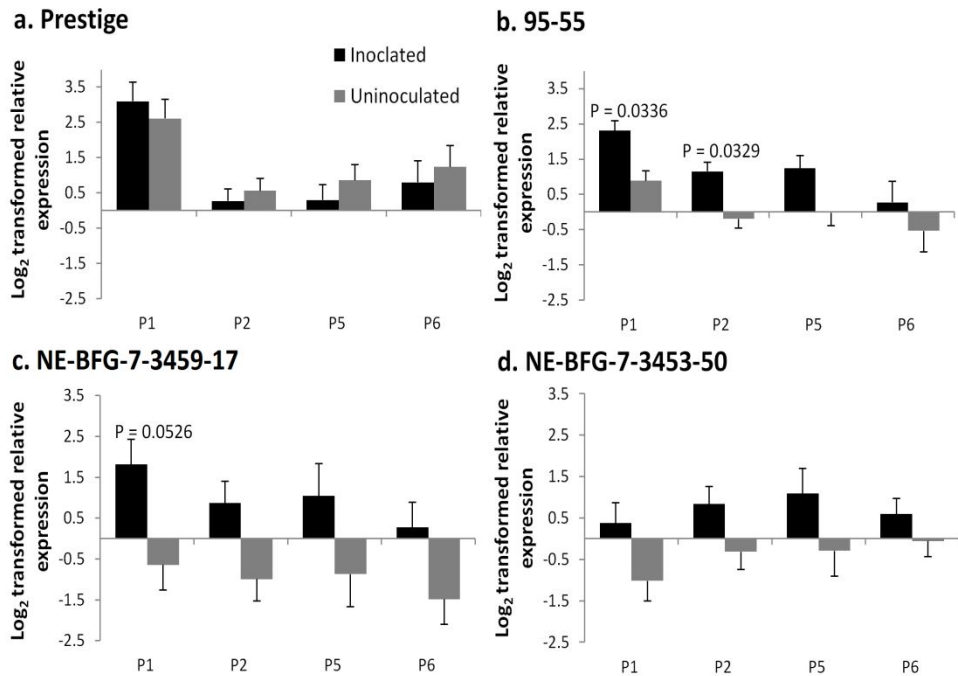 a. Prestige
Inoclated
Uninoculated
Log2 transformed relative
expression
3.5
2.5
1.5
0.5
-0.5
-1.5
-2.5
P1 P2 P5 P6
b. 95-55
P = 0.0336
P = 0.0329
Log2 transformed relative
expression
3.5
2.5
1.5
0.5
-0.5
-1.5
-2.5
P1 P2 P5 P6
c. NE-BFG-7-3459-17
P = 0.0526
Log2 transformed relative
expression
3.5
2.5
1.5
0.5
-0.5
-1.5
-2.5
P1 P2 P5 P6
d. NE-BFG-7-3453-50
Log2 transformed relative
expression
3.5
2.5
1.5
0.5
-0.5
-1.5
-2.5
P1 P2 P5 P6